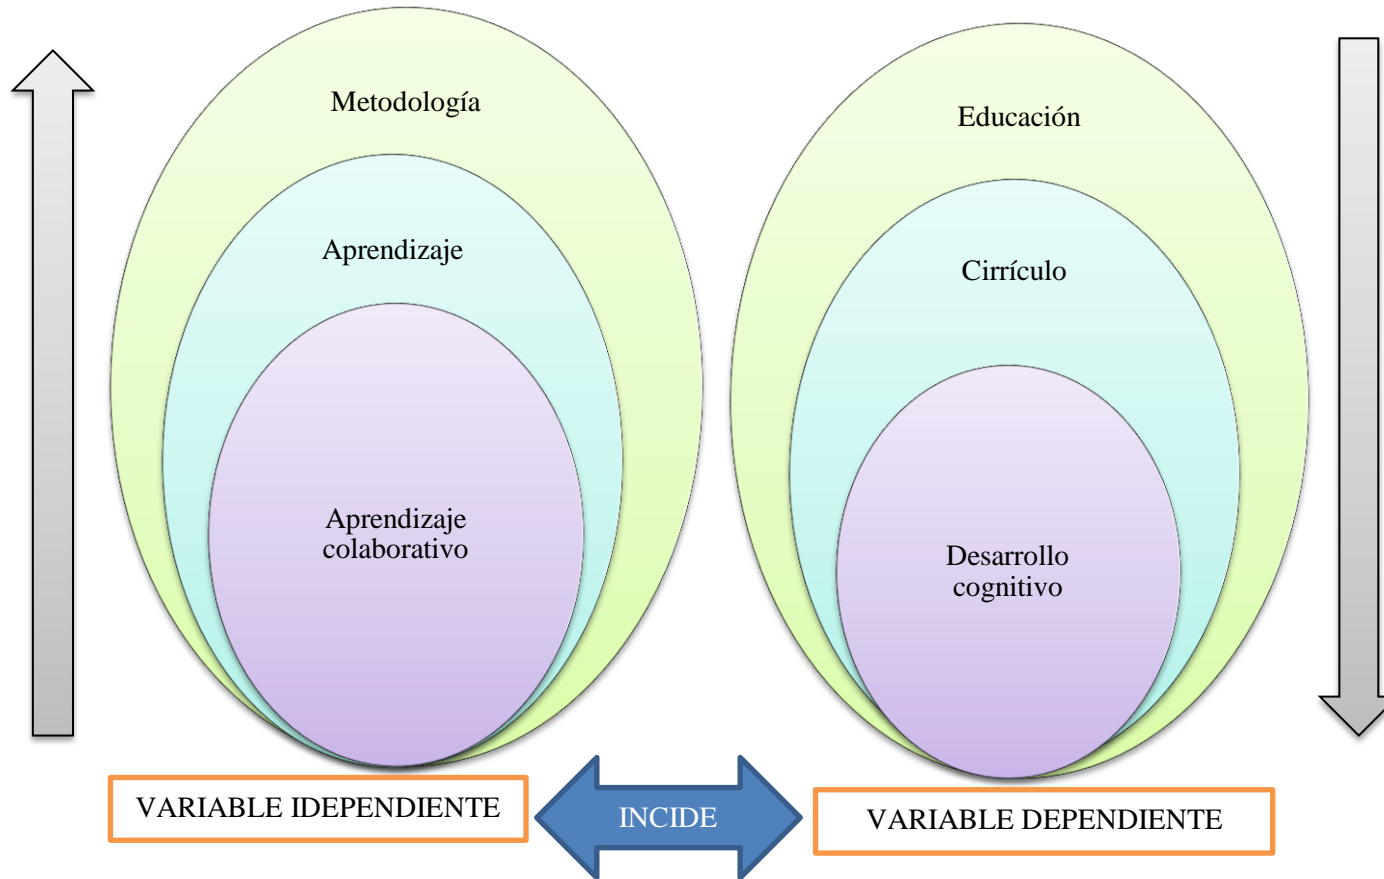 Metodología
Aprendizaje
Aprendizaje
colaborativo
Educación
Cirrículo
Desarrollo
cognitivo
VARIABLE IDEPENDIENTE
INCIDE
VARIABLE DEPENDIENTE